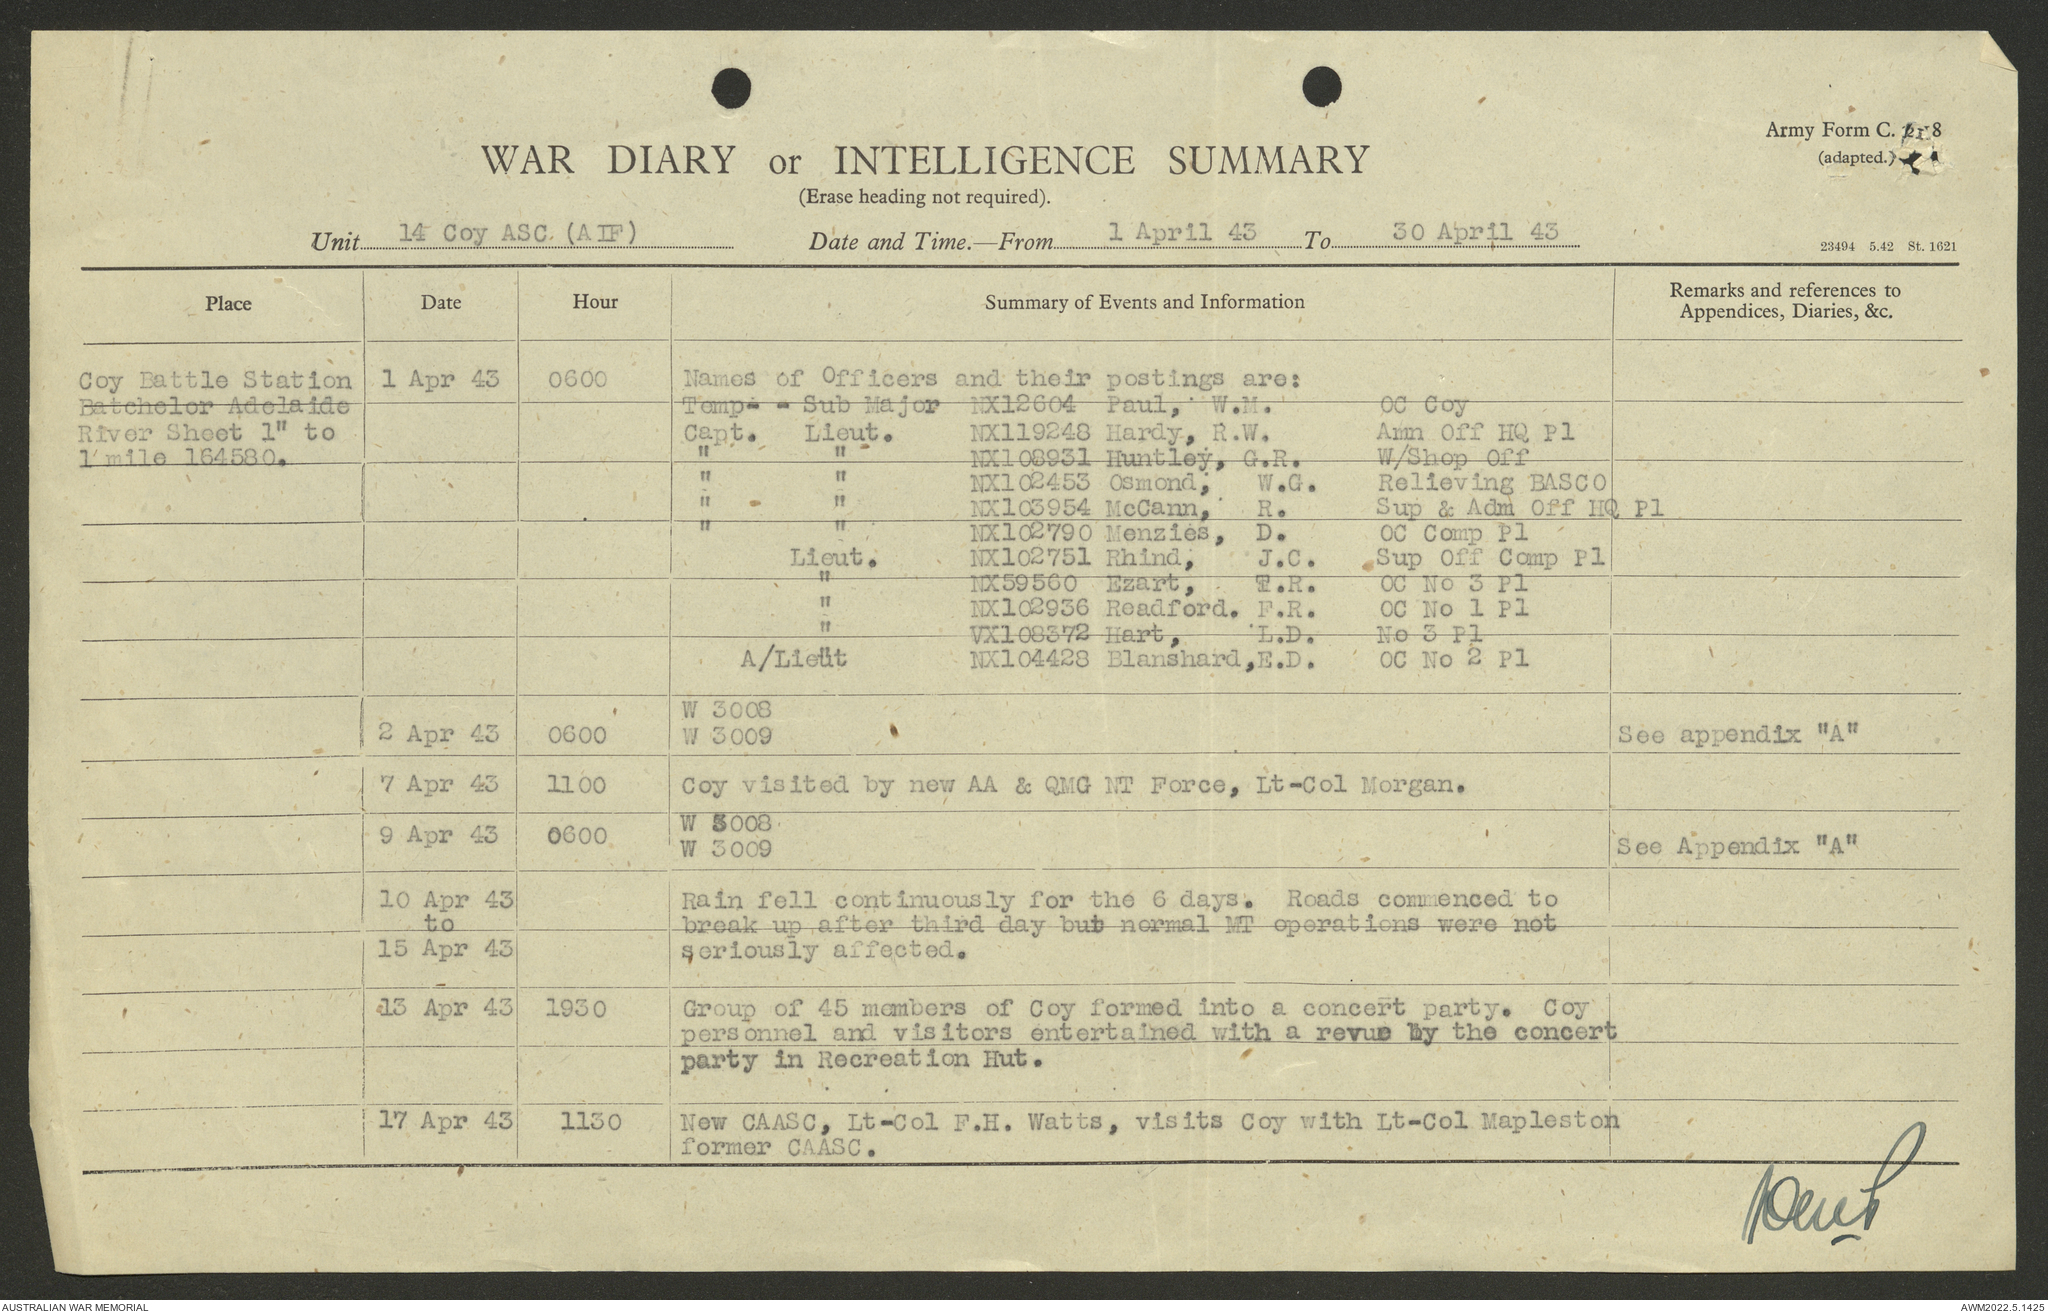 Army Form C. 2118
(adapted.)
WAR DIARY or INTELLIGENCE SUMMARY
(Erase heading not required).
Unit 14 Coy ASC (AIF) Date and Time.—From 1 April 43 To 30 April 43
23494 5.42 St. 1621
Place Date Hour Summary of Events and Information Remarks and references to
Appendices, Diaries, &c.
Coy Battle Station 1 Apr 43 0600 Names of Officers and their postings are:
Batchelor Adelaide Temp- - Sub Major NX12604 Paul, W.M. OC Coy
River Sheet 1" to Capt. Lieut. NX119248 Hardy, R.W. Amn Off HQ Pl
1 mile 164580. " " NX108931 Huntley, G.R. W/Shop Off
" " NX102453 Osmond, W.G. Relieving BASCO
" " NX103954 McCann, R. Sup & Adm Off HQ Pl
" " NX102790 Menzies, D. OC Comp Pl
Lieut. NX102751 Rhind, J.C. Sup Off Comp Pl
" NX59560 Ezart, T.R. OC No 3 Pl
" NX102936 Readford. F.R. OC No 1 Pl
" VX108372 Hart, L.D. No 3 Pl
A/Lieut NX104428 Blanshard, E.D. OC No 2 Pl
W 3008
2 Apr 43 0600 W 3009 See appendix "A"
7 Apr 43 1100 Coy visited by new AA & QMG NT Force, Lt-Col Morgan.
W 3008
9 Apr 43 0600 W 3009 See Appendix "A"
10 Apr 43 Rain fell continuously for the 6 days. Roads commenced to
to break up after third day but normal MT operations were not
15 Apr 43 seriously affected.
13 Apr 43 1930 Group of 45 members of Coy formed into a concert party. Coy
personnel and visitors entertained with a revue by the concert
party in Recreation Hut.
17 Apr 43 1130 New CAASC, Lt-Col F.H. Watts, visits Coy with Lt-Col Mapleston
former CAASC.
AUSTRALIAN WAR MEMORIAL AWM2022.5.1425